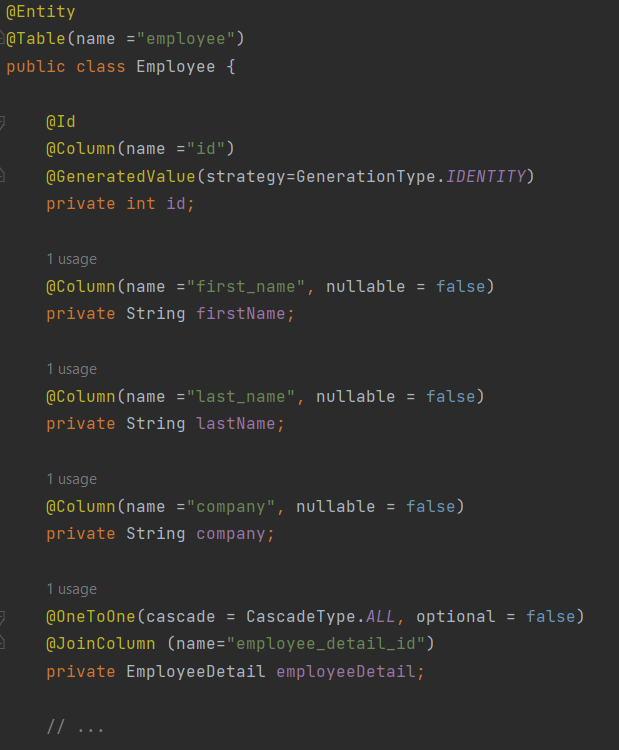 @Entity
@Table(name ="employee")
public class Employee {
@Id
@Column(name ="id")
@GeneratedValue(strategy=GenerationType.IDENTITY)
private int id;
1 usage
@Column(name ="first_name", nullable = false)
private String firstName;
1 usage
@Column(name ="last_name", nullable = false)
private String lastName;
1 usage
@Column(name ="company", nullable = false)
private String company;
1 usage
@OneToOne(cascade = CascadeType.ALL, optional = false)
@JoinColumn (name="employee_detail_id")
private EmployeeDetail employeeDetail;
// ...